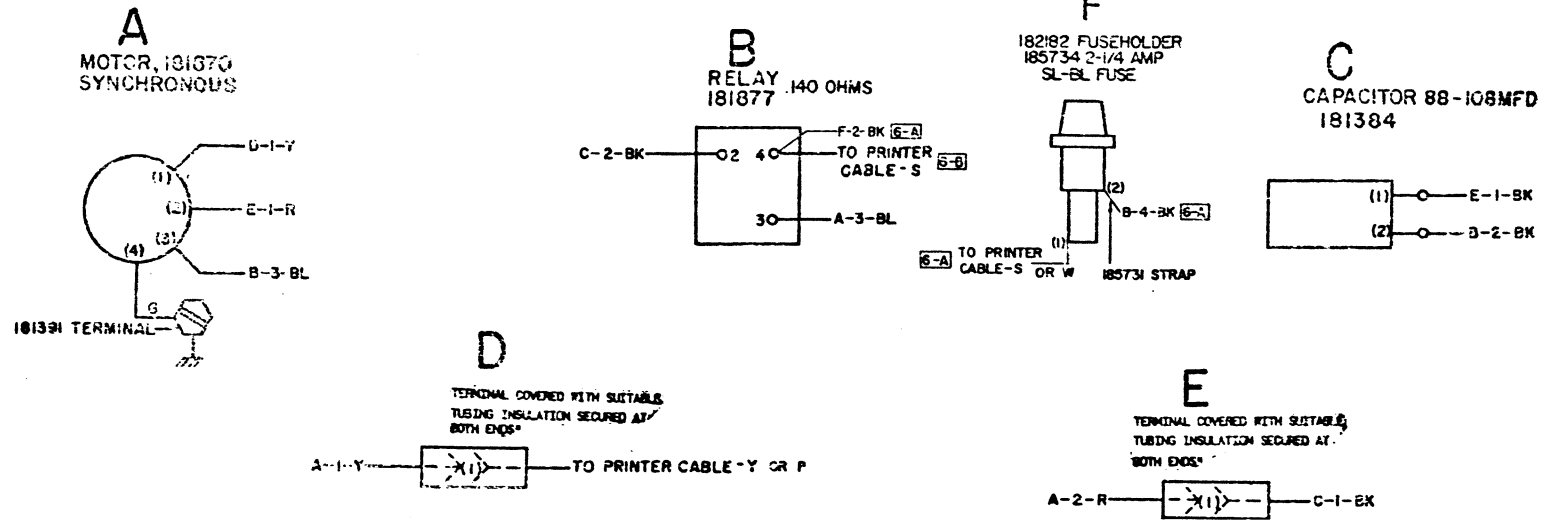 A
MOTOR, 181870
SYNCHRONOUS
D-1-Y
(1)
(2) E-1-R
(3)
(4)
B-3-BL
G
181391 TERMINAL
B
RELAY .140 OHMS
181877
C-2-BK
2 4
F-2-BK 6-A
TO PRINTER
CABLE-S 6-B
3 A-3-BL
F
182182 FUSEHOLDER
185734 2-1/4 AMP
SL-BL FUSE
(2)
B-4-BK 6-A
(1)
6-A TO PRINTER
CABLE-S OR W
185731 STRAP
C
CAPACITOR 88-108MFD
181384
(1) E-1-BK
(2) B-2-BK
D
TERMINAL COVERED WITH SUITABLE
TUBING INSULATION SECURED AT
BOTH ENDS"
A-1-Y (1) TO PRINTER CABLE-Y OR P
E
TERMINAL COVERED WITH SUITABLE
TUBING INSULATION SECURED AT
BOTH ENDS"
A-2-R (1) C-1-BK